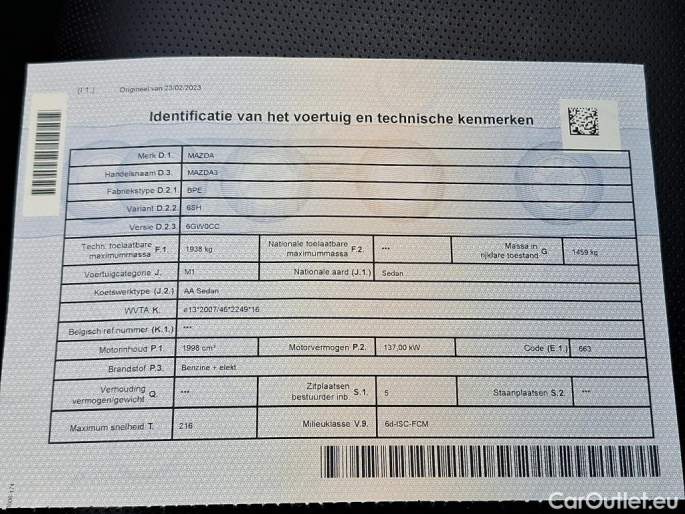 (I.1.) Origineel van 23/02/2023
Identificatie van het voertuig en technische kenmerken
Merk D.1. MAZDA
Handelsnaam D.3. MAZDA3
Fabriekstype D.2.1. BPE
Variant D.2.2. 6SH
Versie D.2.3. 6GW0CC
Techn. toelaatbare maximummassa F.1. 1938 kg Nationale toelaatbare maximummassa F.2. *** Massa in rijklare toestand G 1459 kg
Voertuigcategorie J. M1 Nationale aard (J.1.) Sedan
Koetswerktype (J.2.) AA Sedan
WVTA K. e13*2007/46*2249*16
Belgisch ref.nummer (K.1.) ***
Motorinhoud P.1. 1998 cm³ Motorvermogen P.2. 137,00 kW Code (E.1.) 663
Brandstof P.3. Benzine + elekt
Verhouding vermogen/gewicht Q. *** Zitplaatsen bestuurder inb. S.1. 5 Staanplaatsen S.2. ***
Maximum snelheid T. 216 Milieuklasse V.9. 6d-ISC-FCM
CarOutlet.eu